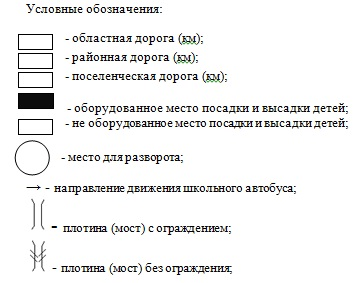 Условные обозначения:
- областная дорога (км);
- районная дорога (км);
- поселенческая дорога (км);
- оборудованное место посадки и высадки детей;
- не оборудованное место посадки и высадки детей;
- место для разворота;
→ - направление движения школьного автобуса;
- плотина (мост) с ограждением;
- плотина (мост) без ограждения;